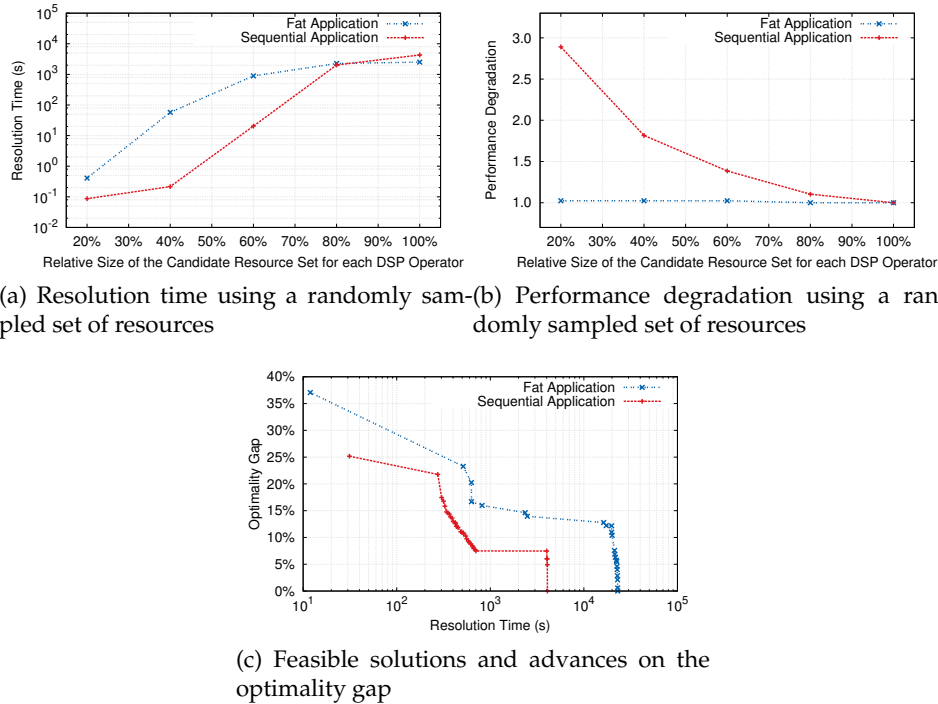 Fat Application
Sequential Application
10^5
10^4
10^3
10^2
10^1
10^0
10^-1
10^-2
Resolution Time (s)
20% 30% 40% 50% 60% 70% 80% 90% 100%
Relative Size of the Candidate Resource Set for each DSP Operator
(a) Resolution time using a randomly sam-
pled set of resources
Fat Application
Sequential Application
3.0
2.5
2.0
1.5
1.0
Performance Degradation
20% 30% 40% 50% 60% 70% 80% 90% 100%
Relative Size of the Candidate Resource Set for each DSP Operator
(b) Performance degradation using a ran
domly sampled set of resources
Fat Application
Sequential Application
40%
35%
30%
25%
20%
15%
10%
5%
0%
Optimality Gap
10^1 10^2 10^3 10^4 10^5
Resolution Time (s)
(c) Feasible solutions and advances on the
optimality gap